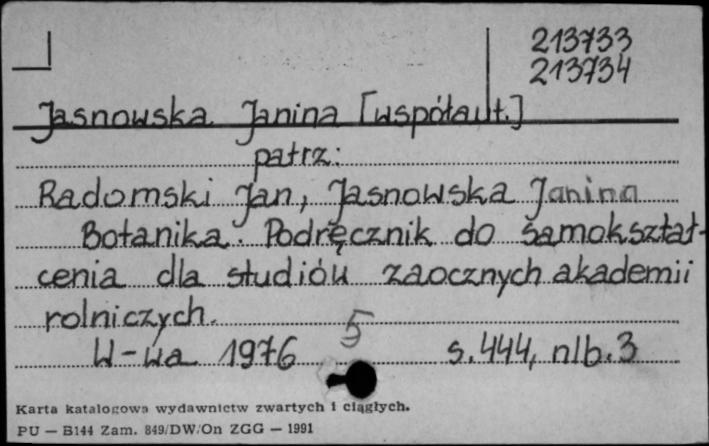 213733
213734
Jasnowska Janina [współaut.]
patrz:
Radomski Jan, Jasnowska Janina
Botanika. Podręcznik do samokształ-
cenia dla studiów zaocznych akademii
rolniczych.
5
W-wa 1976 s. 444, nlb. 3
Karta katalogowa wydawnictw zwartych i ciągłych.
PU — B144 Zam. 849/DW/On ZGG — 1991